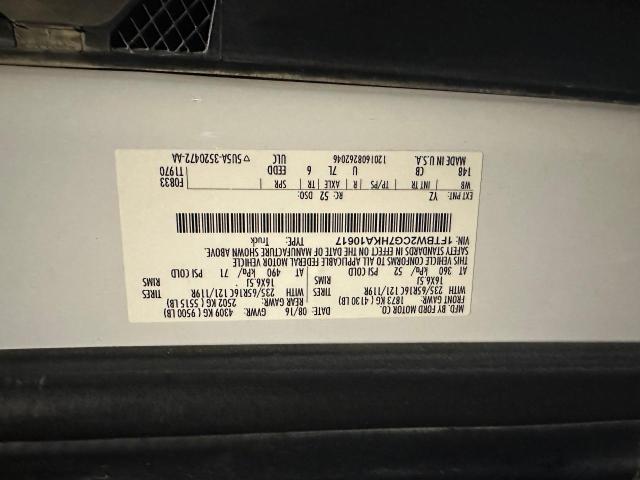 MFD. BY FORD MOTOR CO.
08/16 GVWR: 4309 KG ( 9500 LB)
FRONT GAWR: 1873 KG ( 4130 LB) REAR GAWR: 2502 KG ( 5515 LB)
WITH 235/65R16C 121/119R TIRES WITH 235/65R16C 121/119R TIRES
16X6.5J RIMS 16X6.5J RIMS
AT 360 kPa/ 52 PSI COLD AT 490 kPa/ 71 PSI COLD
THIS VEHICLE CONFORMS TO ALL APPLICABLE FEDERAL MOTOR VEHICLE
SAFETY STANDARDS IN EFFECT ON THE DATE OF MANUFACTURE SHOWN ABOVE.
VIN: 1FTBW2CG7HKA10617 TYPE: Truck
EXT PNT: YZ RC: 52 DSO: F0833
WB INT TR TP/PS R AXLE TR SPR T1970
148 CB U 7L 6 EEDD
MADE IN U.S.A. 120160826 2046 5USA-3520472-AA ULC